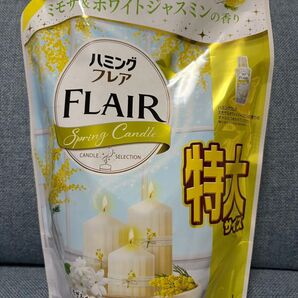 ミモザ&ホワイトジャスミンの香り
ハミング
フレア
FLAIR
Spring Candle
CANDLE SELECTION
特大
サイズ